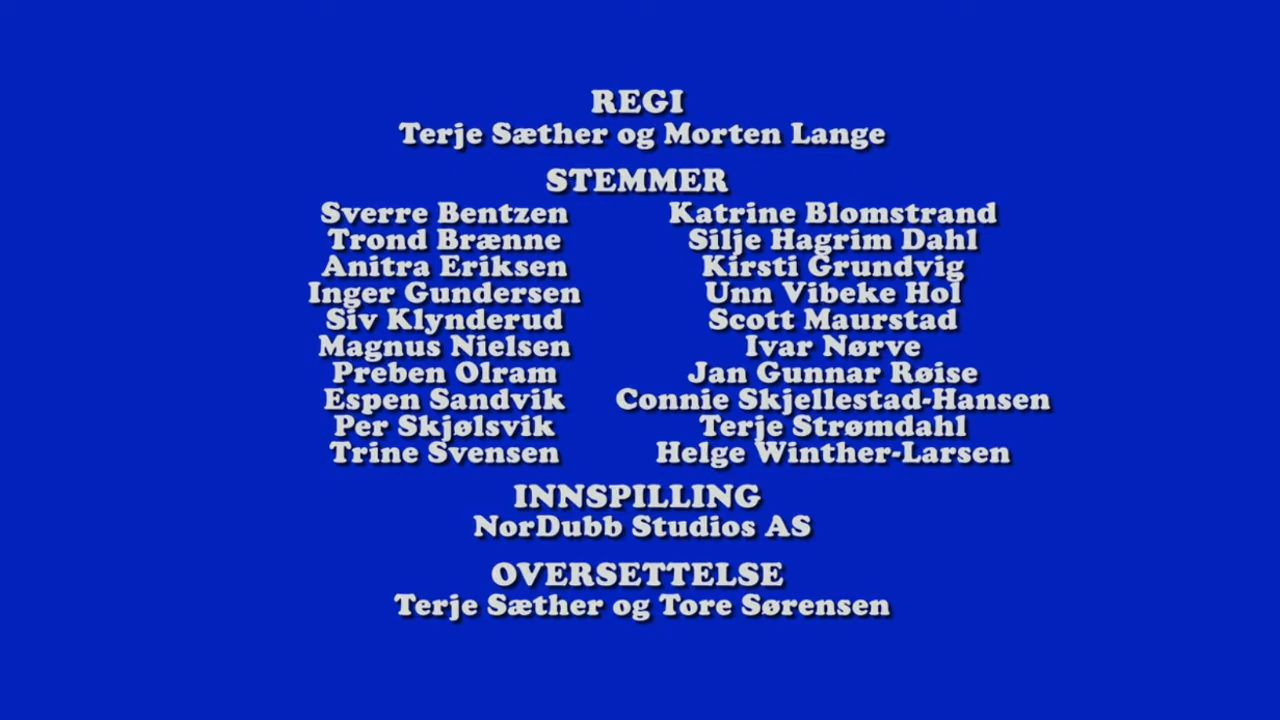 REGI
Terje Sæther og Morten Lange
STEMMER
Sverre Bentzen Katrine Blomstrand
Trond Brænne Silje Hagrim Dahl
Anitra Eriksen Kirsti Grundvig
Inger Gundersen Unn Vibeke Hol
Siv Klynderud Scott Maurstad
Magnus Nielsen Ivar Nørve
Preben Olram Jan Gunnar Røise
Espen Sandvik Connie Skjellestad-Hansen
Per Skjølsvik Terje Strømdahl
Trine Svensen Helge Winther-Larsen
INNSPILLING
NorDubb Studios AS
OVERSETTELSE
Terje Sæther og Tore Sørensen